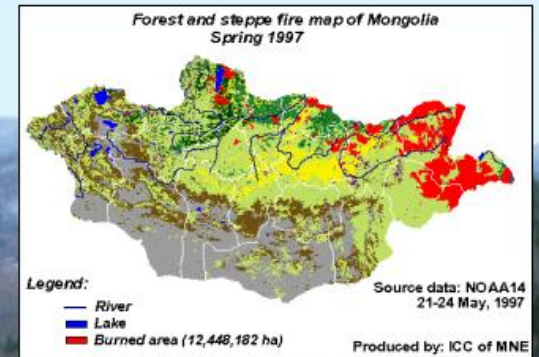 Forest and steppe fire map of Mongolia
Spring 1997
Legend:
River
Lake
Burned area (12,448,182 ha)
Source data: NOAA14
21-24 May, 1997
Produced by: ICC of MNE